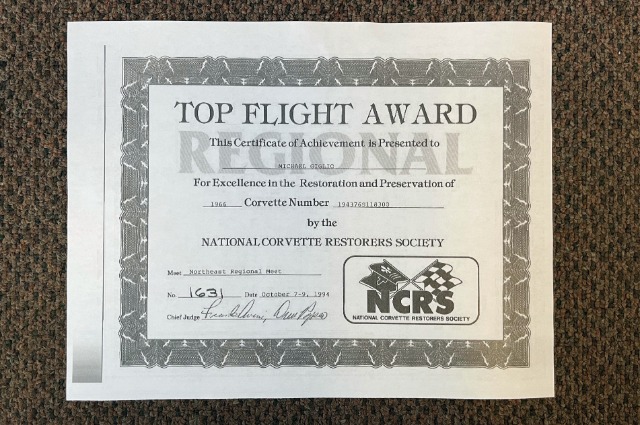 TOP FLIGHT AWARD
REGIONAL
This Certificate of Achievement is Presented to
MICHAEL GIGLIO
For Excellence in the Restoration and Preservation of
1966 Corvette Number 194376S118303
by the
NATIONAL CORVETTE RESTORERS SOCIETY
Meet Northeast Regional Meet
No. 1631 Date October 7-9, 1994
Chief Judge
NCRS
NATIONAL CORVETTE RESTORERS SOCIETY